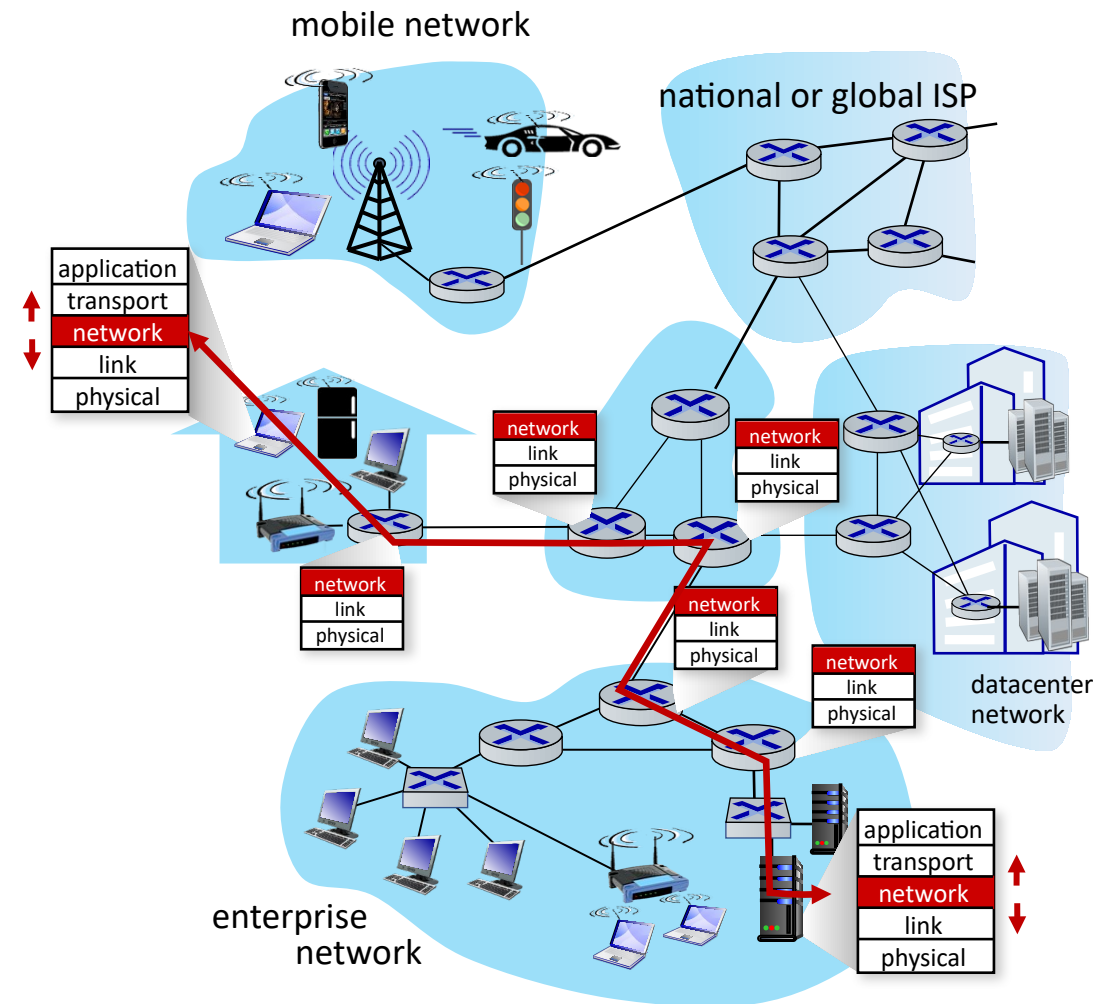 mobile network
national or global ISP
application
transport
network
link
physical
network
link
physical
network
link
physical
network
link
physical
network
link
physical
network
link
physical
datacenter
network
application
transport
network
link
physical
enterprise
network